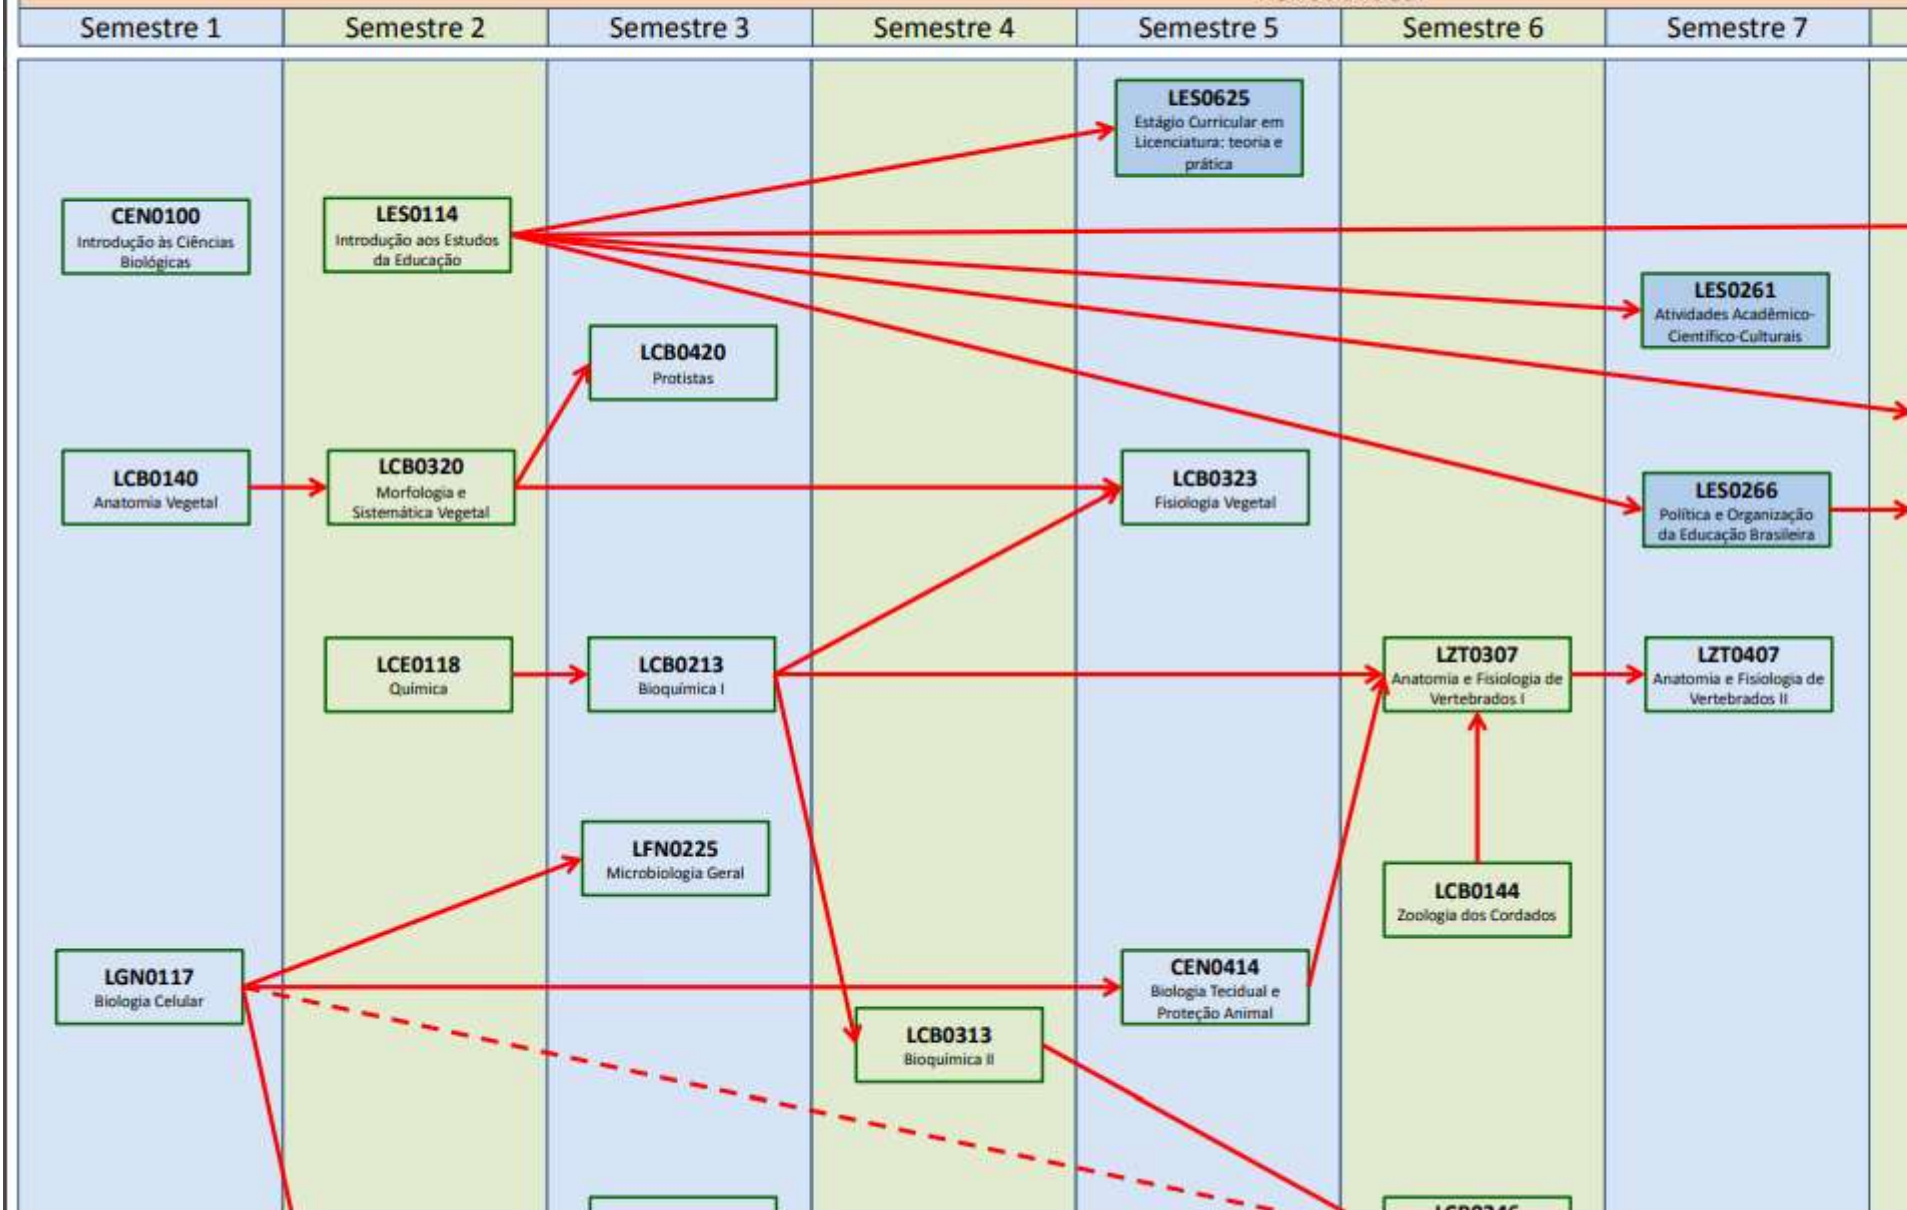 Semestre 1
Semestre 2
Semestre 3
Semestre 4
Semestre 5
Semestre 6
Semestre 7
LES0625
Estágio Curricular em
Licenciatura: teoria e
prática
CEN0100
Introdução às Ciências
Biológicas
LES0114
Introdução aos Estudos
da Educação
LES0261
Atividades Acadêmico-
Científico-Culturais
LCB0420
Protistas
LCB0140
Anatomia Vegetal
LCB0320
Morfologia e
Sistemática Vegetal
LCB0323
Fisiologia Vegetal
LES0266
Política e Organização
da Educação Brasileira
LCE0118
Química
LCB0213
Bioquímica I
LZT0307
Anatomia e Fisiologia de
Vertebrados I
LZT0407
Anatomia e Fisiologia de
Vertebrados II
LFN0225
Microbiologia Geral
LCB0144
Zoologia dos Cordados
LGN0117
Biologia Celular
CEN0414
Biologia Tecidual e
Proteção Animal
LCB0313
Bioquímica II